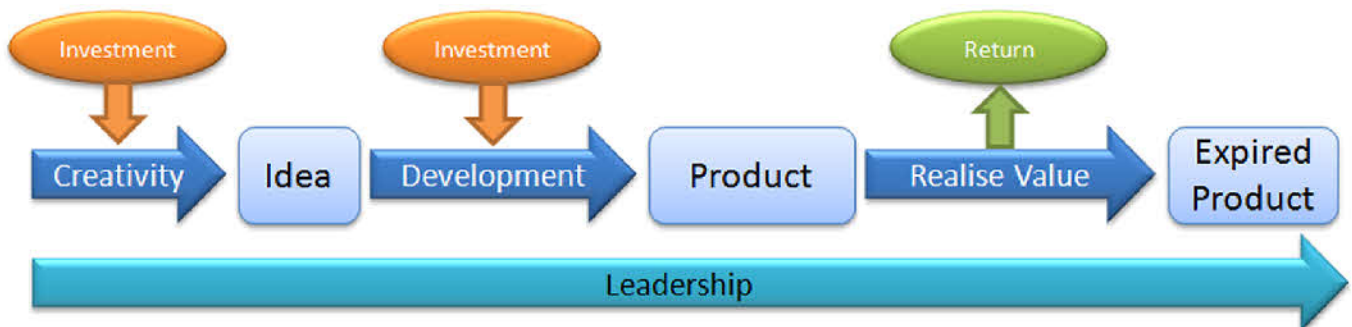 Investment
Investment
Return
Creativity
Idea
Development
Product
Realise Value
Expired
Product
Leadership